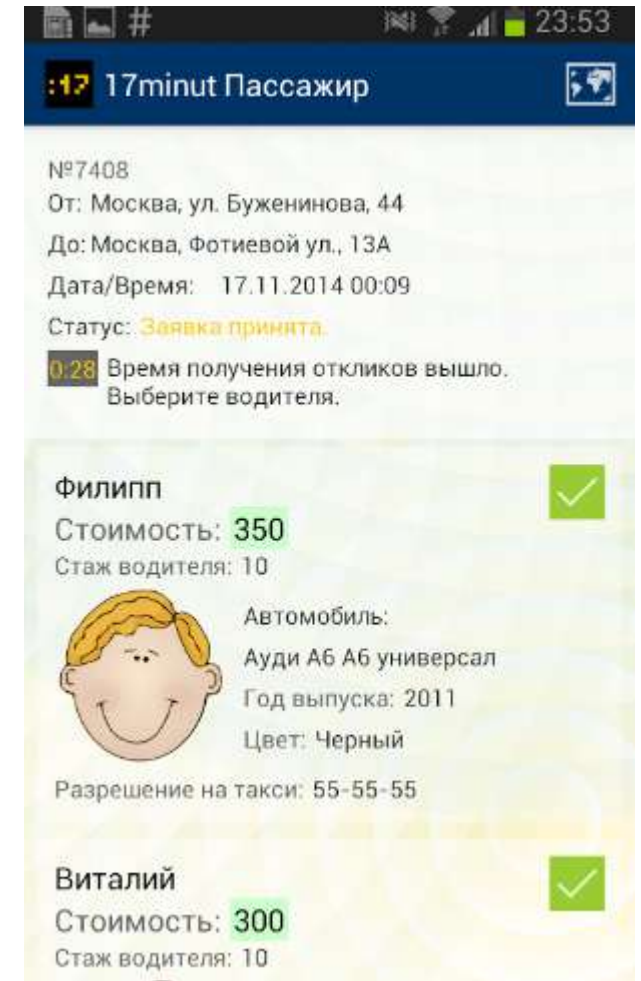 # 23:53
:17 17minut Пассажир
№7408
От: Москва, ул. Буженинова, 44
До: Москва, Фотиевой ул., 13А
Дата/Время: 17.11.2014 00:09
Статус: Заявка принята.
0:28 Время получения откликов вышло.
Выберите водителя.
Филипп
Стоимость: 350
Стаж водителя: 10
Автомобиль:
Ауди А6 А6 универсал
Год выпуска: 2011
Цвет: Черный
Разрешение на такси: 55-55-55
Виталий
Стоимость: 300
Стаж водителя: 10